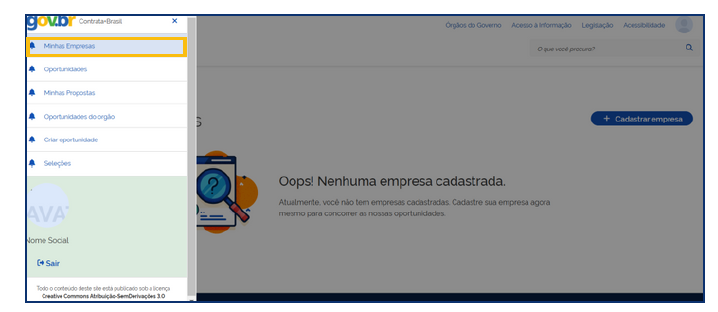 gov.br Contrata+Brasil ×
Minhas Empresas
Oportunidades
Minhas Propostas
Oportunidades do orgão
Criar oportunidade
Seleções
AVA
Nome Social
Sair
Todo o conteúdo deste site está publicado sob a licença
Creative Commons Atribuição-SemDerivações 3.0
Órgãos do Governo Acesso à Informação Legislação Acessibilidade
O que você procura?
s
+ Cadastrar empresa
Oops! Nenhuma empresa cadastrada.
Atualmente, você não tem empresas cadastradas. Cadastre sua empresa agora
mesmo para concorrer as nossas oportunidades.